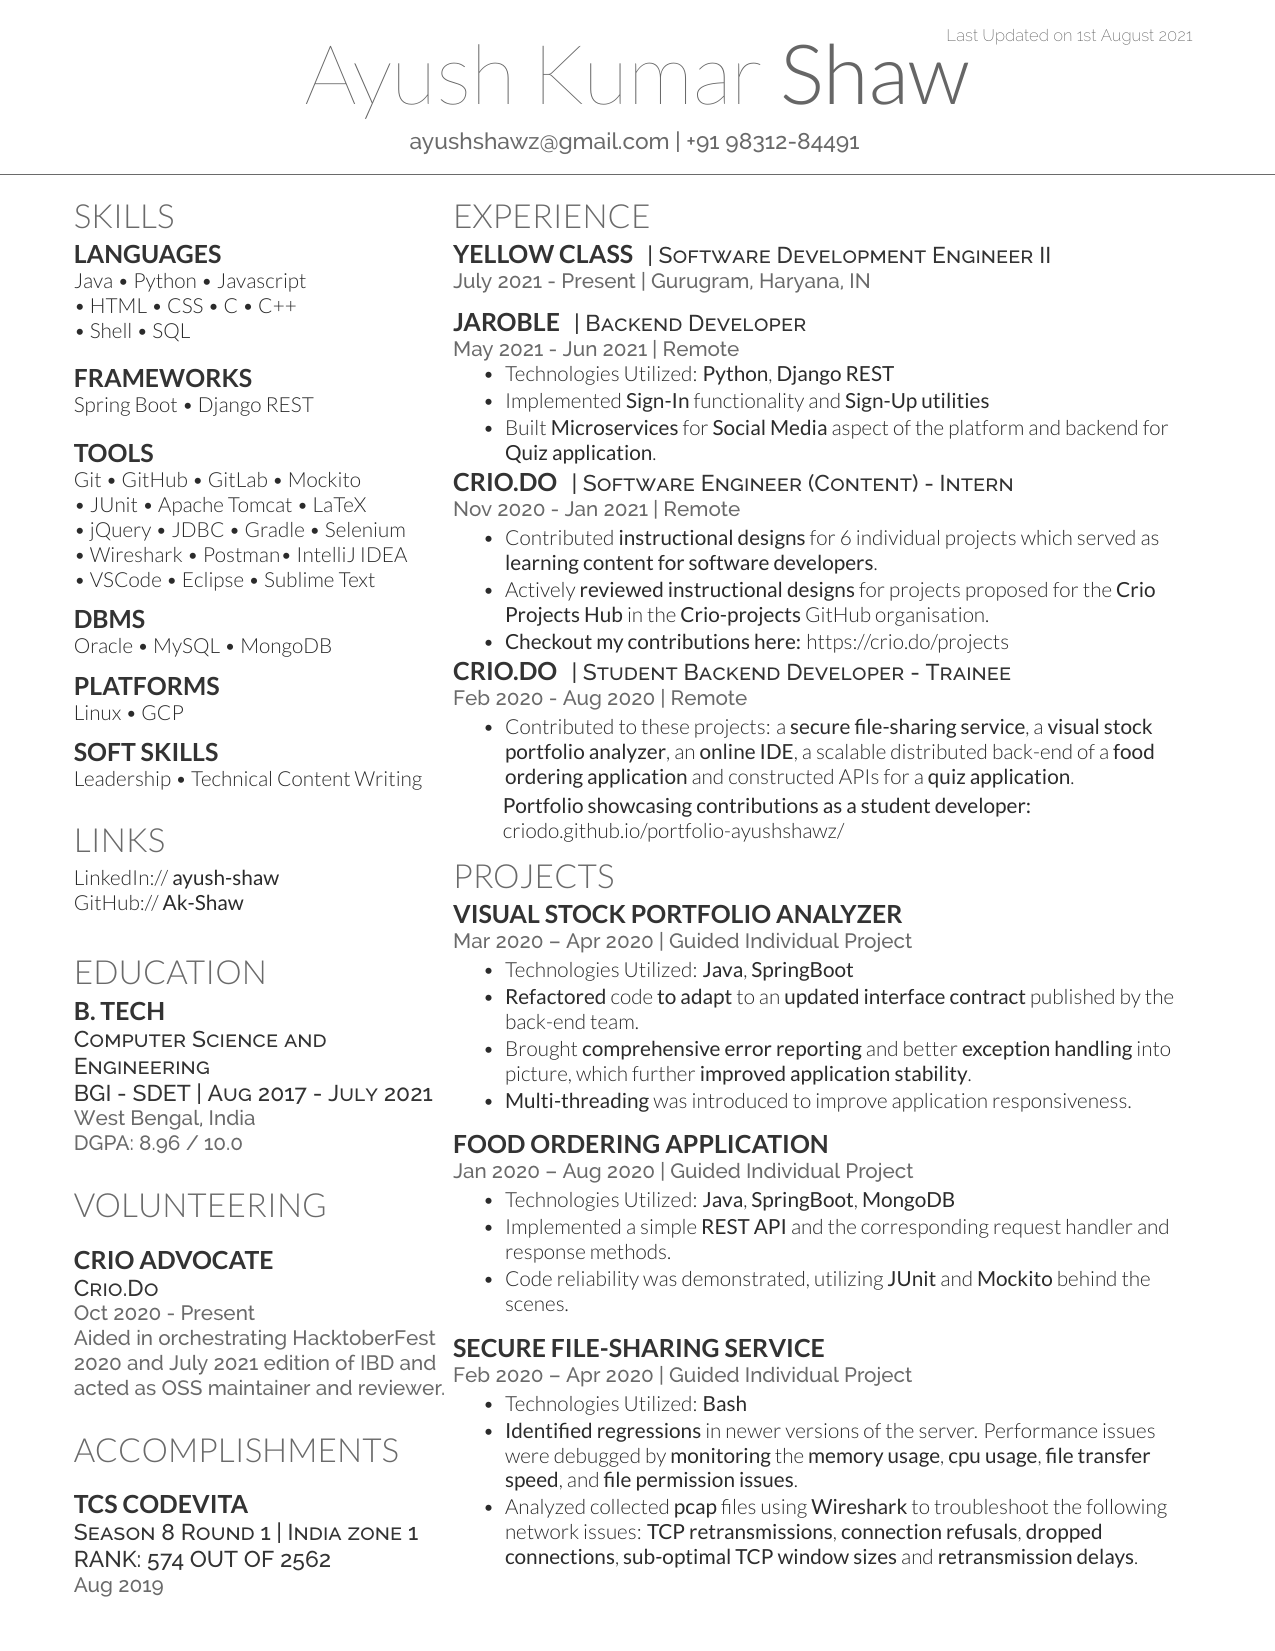 Last Updated on 1st August 2021
Ayush Kumar Shaw
ayushshawz@gmail.com | +91 98312-84491
SKILLS
LANGUAGES
Java • Python • Javascript
• HTML • CSS • C • C++
• Shell • SQL
FRAMEWORKS
Spring Boot • Django REST
TOOLS
Git • GitHub • GitLab • Mockito
• JUnit • Apache Tomcat • LaTeX
• jQuery • JDBC • Gradle • Selenium
• Wireshark • Postman• IntelliJ IDEA
• VSCode • Eclipse • Sublime Text
DBMS
Oracle • MySQL • MongoDB
PLATFORMS
Linux • GCP
SOFT SKILLS
Leadership • Technical Content Writing
LINKS
LinkedIn:// ayush-shaw
GitHub:// Ak-Shaw
EDUCATION
B. TECH
Computer Science and
Engineering
BGI - SDET | Aug 2017 - July 2021
West Bengal, India
DGPA: 8.96 / 10.0
VOLUNTEERING
CRIO ADVOCATE
Crio.Do
Oct 2020 - Present
Aided in orchestrating HacktoberFest
2020 and July 2021 edition of IBD and
acted as OSS maintainer and reviewer.
ACCOMPLISHMENTS
TCS CODEVITA
Season 8 Round 1 | India zone 1
RANK: 574 OUT OF 2562
Aug 2019
EXPERIENCE
YELLOW CLASS | Software Development Engineer II
July 2021 - Present | Gurugram, Haryana, IN
JAROBLE | Backend Developer
May 2021 - Jun 2021 | Remote
• Technologies Utilized: Python, Django REST
• Implemented Sign-In functionality and Sign-Up utilities
• Built Microservices for Social Media aspect of the platform and backend for
Quiz application.
CRIO.DO | Software Engineer (Content) - Intern
Nov 2020 - Jan 2021 | Remote
• Contributed instructional designs for 6 individual projects which served as
learning content for software developers.
• Actively reviewed instructional designs for projects proposed for the Crio
Projects Hub in the Crio-projects GitHub organisation.
• Checkout my contributions here: https://crio.do/projects
CRIO.DO | Student Backend Developer - Trainee
Feb 2020 - Aug 2020 | Remote
• Contributed to these projects: a secure file-sharing service, a visual stock
portfolio analyzer, an online IDE, a scalable distributed back-end of a food
ordering application and constructed APIs for a quiz application.
Portfolio showcasing contributions as a student developer:
criodo.github.io/portfolio-ayushshawz/
PROJECTS
VISUAL STOCK PORTFOLIO ANALYZER
Mar 2020 – Apr 2020 | Guided Individual Project
• Technologies Utilized: Java, SpringBoot
• Refactored code to adapt to an updated interface contract published by the
back-end team.
• Brought comprehensive error reporting and better exception handling into
picture, which further improved application stability.
• Multi-threading was introduced to improve application responsiveness.
FOOD ORDERING APPLICATION
Jan 2020 – Aug 2020 | Guided Individual Project
• Technologies Utilized: Java, SpringBoot, MongoDB
• Implemented a simple REST API and the corresponding request handler and
response methods.
• Code reliability was demonstrated, utilizing JUnit and Mockito behind the
scenes.
SECURE FILE-SHARING SERVICE
Feb 2020 – Apr 2020 | Guided Individual Project
• Technologies Utilized: Bash
• Identified regressions in newer versions of the server. Performance issues
were debugged by monitoring the memory usage, cpu usage, file transfer
speed, and file permission issues.
• Analyzed collected pcap files using Wireshark to troubleshoot the following
network issues: TCP retransmissions, connection refusals, dropped
connections, sub-optimal TCP window sizes and retransmission delays.